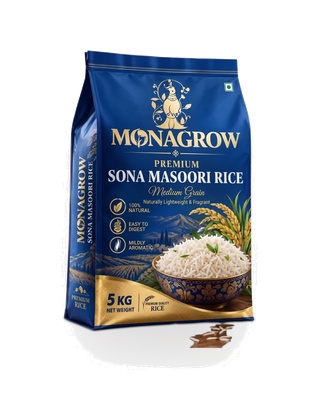 MONAGROW
PREMIUM
SONA MASOORI RICE
Medium Grain
Naturally Lightweight & Fragrant
100%
NATURAL
EASY TO
DIGEST
MILDLY
AROMATIC
5 KG
NET WEIGHT
PREMIUM QUALITY
RICE
MONAGROW
SONA MASOORI RICE
PREMIUM
RICE